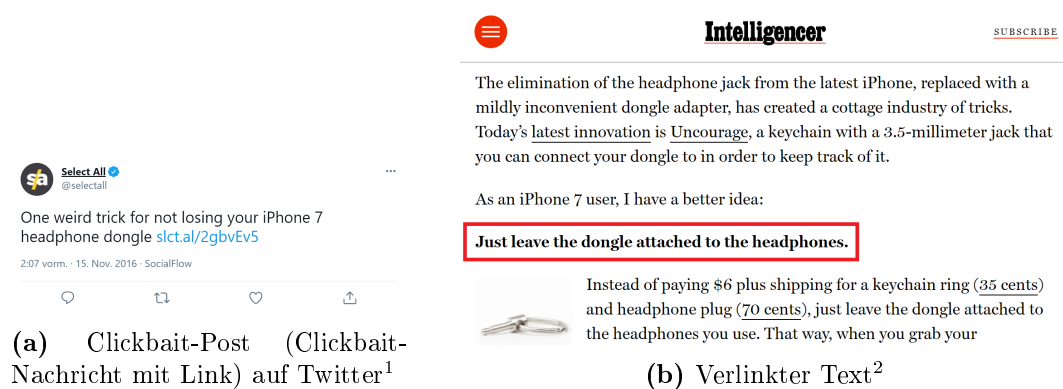 Select All
@selectall
One weird trick for not losing your iPhone 7
headphone dongle slct.al/2gbvEv5
2:07 vorm. · 15. Nov. 2016 · SocialFlow
(a) Clickbait-Post (Clickbait-
Nachricht mit Link) auf Twitter¹
Intelligencer
SUBSCRIBE
The elimination of the headphone jack from the latest iPhone, replaced with a
mildly inconvenient dongle adapter, has created a cottage industry of tricks.
Today's latest innovation is Uncourage, a keychain with a 3.5-millimeter jack that
you can connect your dongle to in order to keep track of it.
As an iPhone 7 user, I have a better idea:
Just leave the dongle attached to the headphones.
Instead of paying $6 plus shipping for a keychain ring (35 cents)
and headphone plug (70 cents), just leave the dongle attached to
the headphones you use. That way, when you grab your
(b) Verlinkter Text²